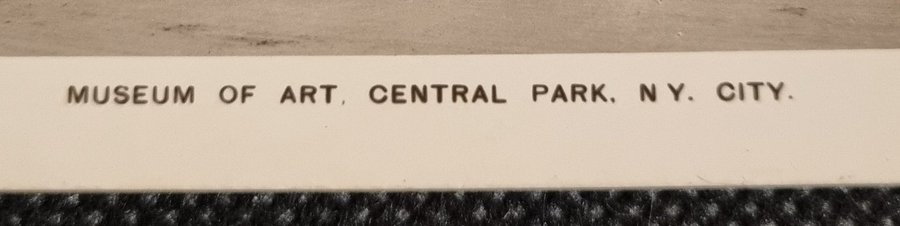 MUSEUM OF ART, CENTRAL PARK, N Y. CITY.